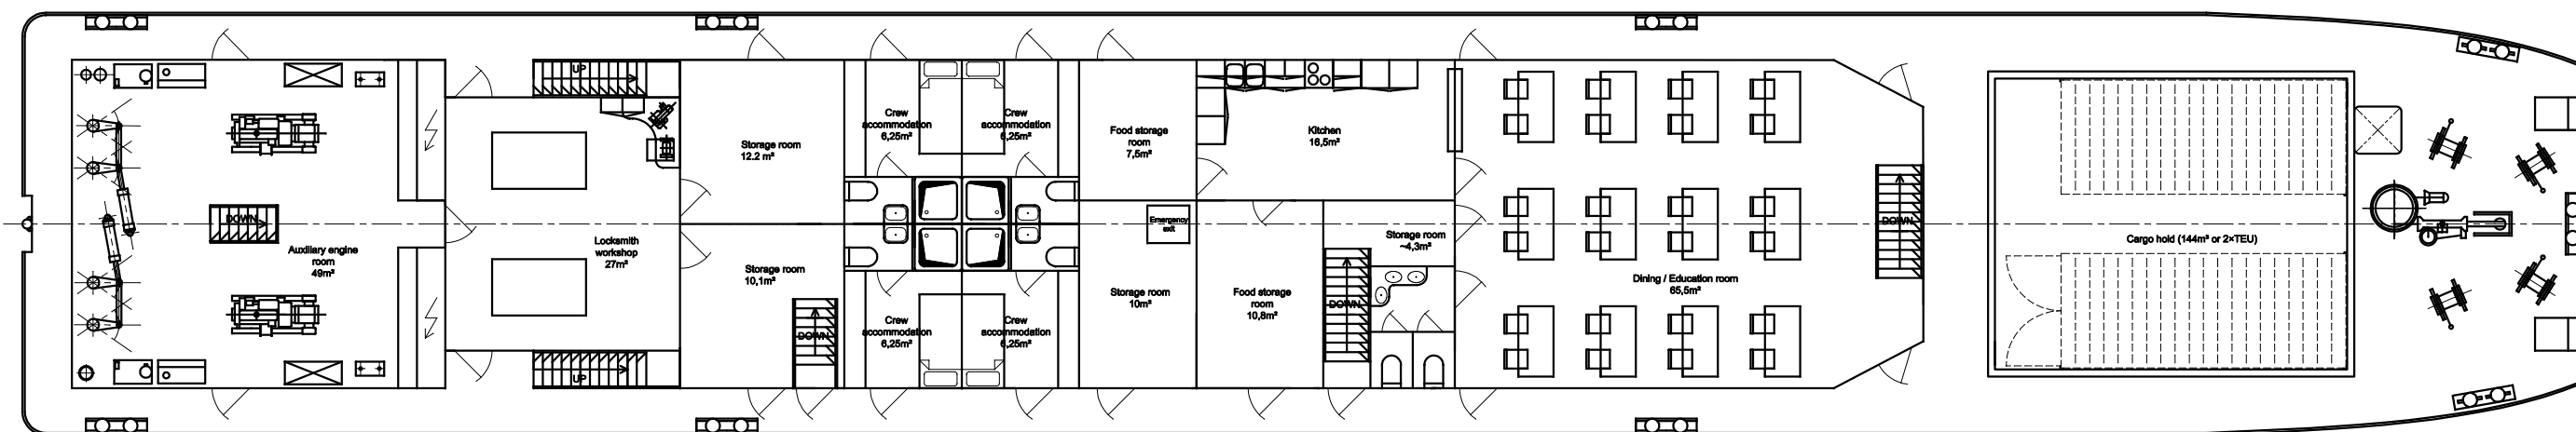 UP
Crew
accommodation
6,25m²
Crew
accommodation
6,25m²
Food storage
room
7,5m²
Kitchen
16,5m²
Storage room
12.2 m²
DOWN
Auxiliary engine
room
49m²
Locksmith
workshop
27m²
Storage room
10,1m²
DOWN
UP
Crew
accommodation
6,25m²
Crew
accommodation
6,25m²
Emergency
exit
Storage room
10m²
Food storage
room
10,8m²
DOWN
Storage room
~4,3m²
Dining / Education room
65,5m²
DOWN
Cargo hold (144m² or 2×TEU)